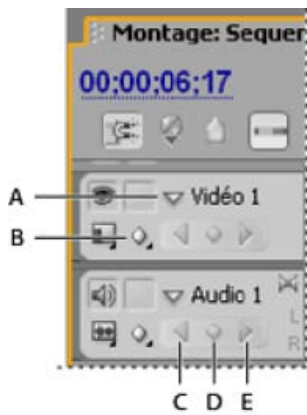 Montage: Sequer
00;00;06;17
A
Vidéo 1
B
Audio 1
L
R
C D E